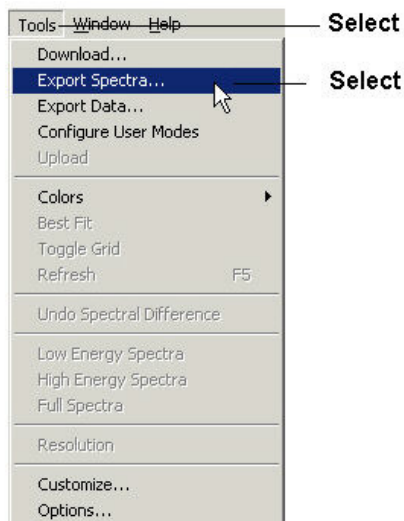 Tools Window Help Select
Download...
Export Spectra... Select
Export Data...
Configure User Modes
Upload
Colors
Best Fit
Toggle Grid
Refresh F5
Undo Spectral Difference
Low Energy Spectra
High Energy Spectra
Full Spectra
Resolution
Customize...
Options...